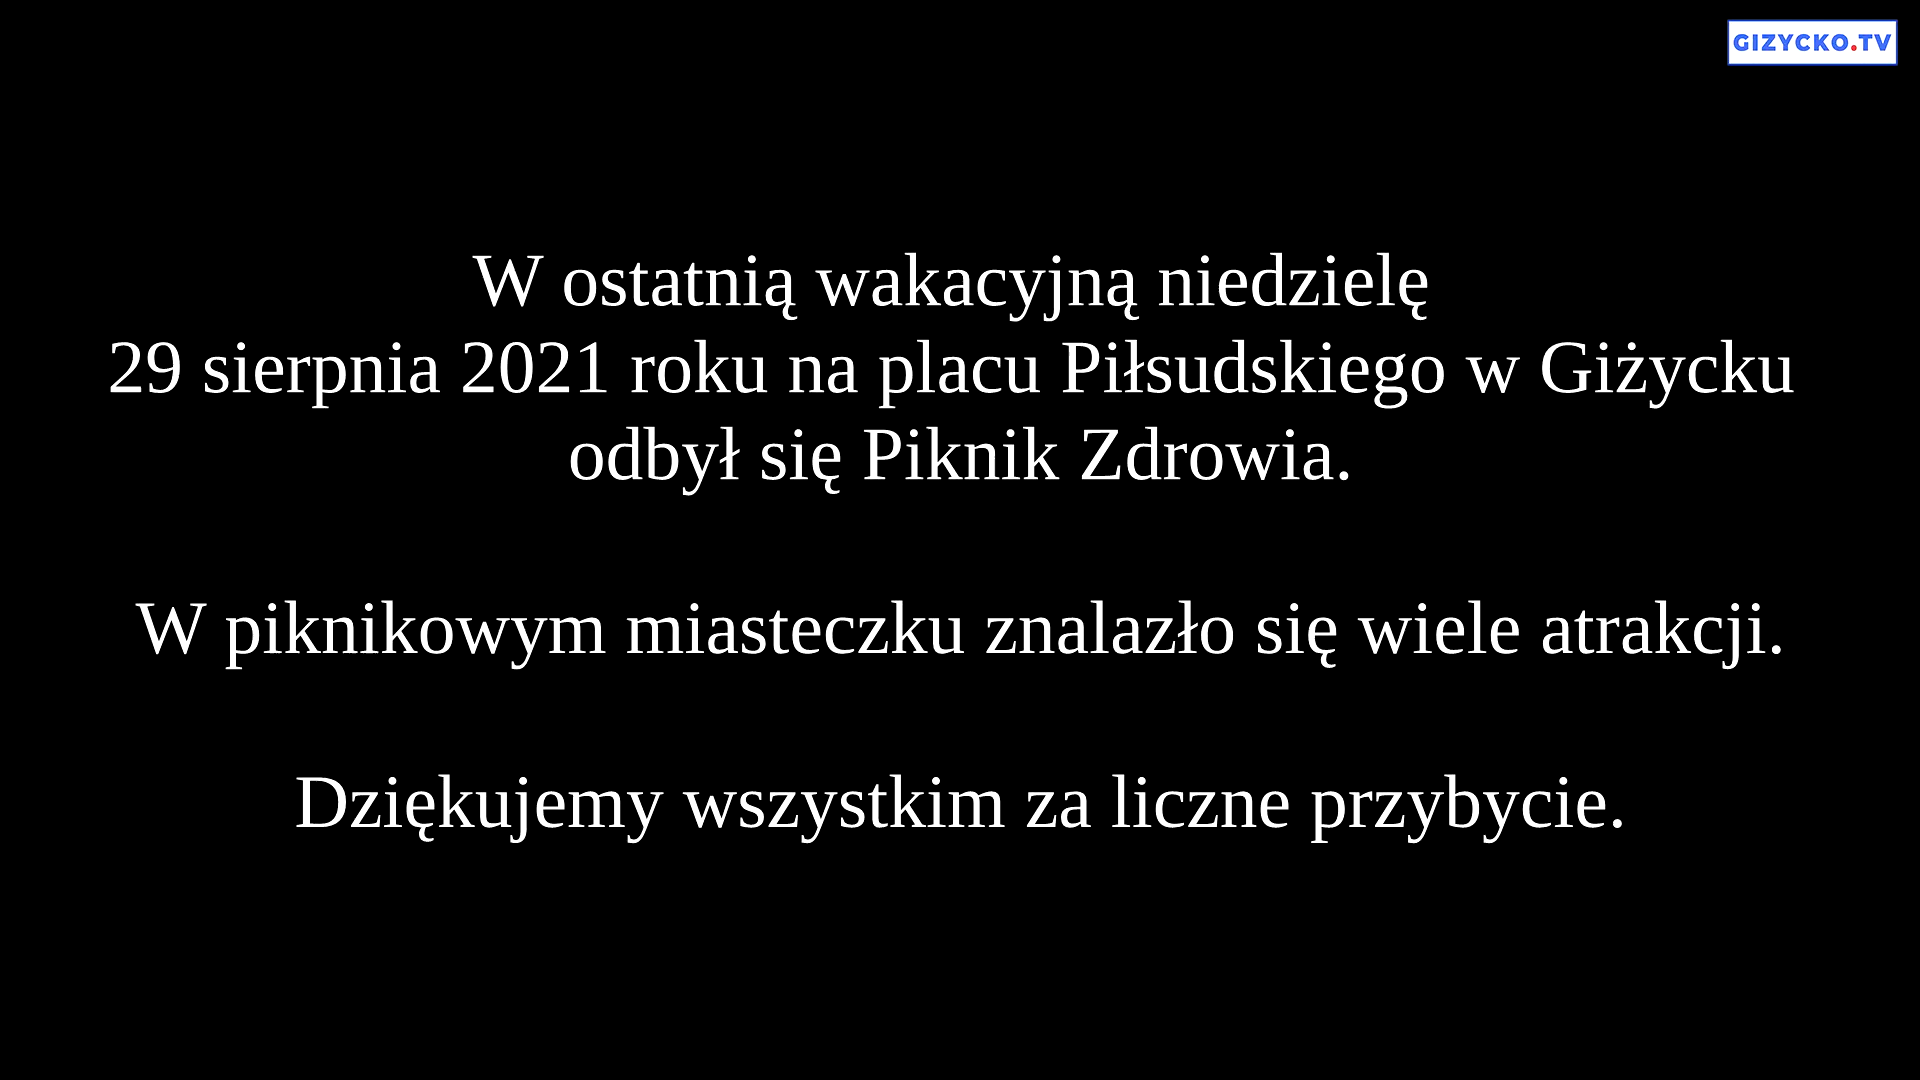 GIZYCKO.TV
W ostatnią wakacyjną niedzielę
29 sierpnia 2021 roku na placu Piłsudskiego w Giżycku
odbył się Piknik Zdrowia.
W piknikowym miasteczku znalazło się wiele atrakcji.
Dziękujemy wszystkim za liczne przybycie.